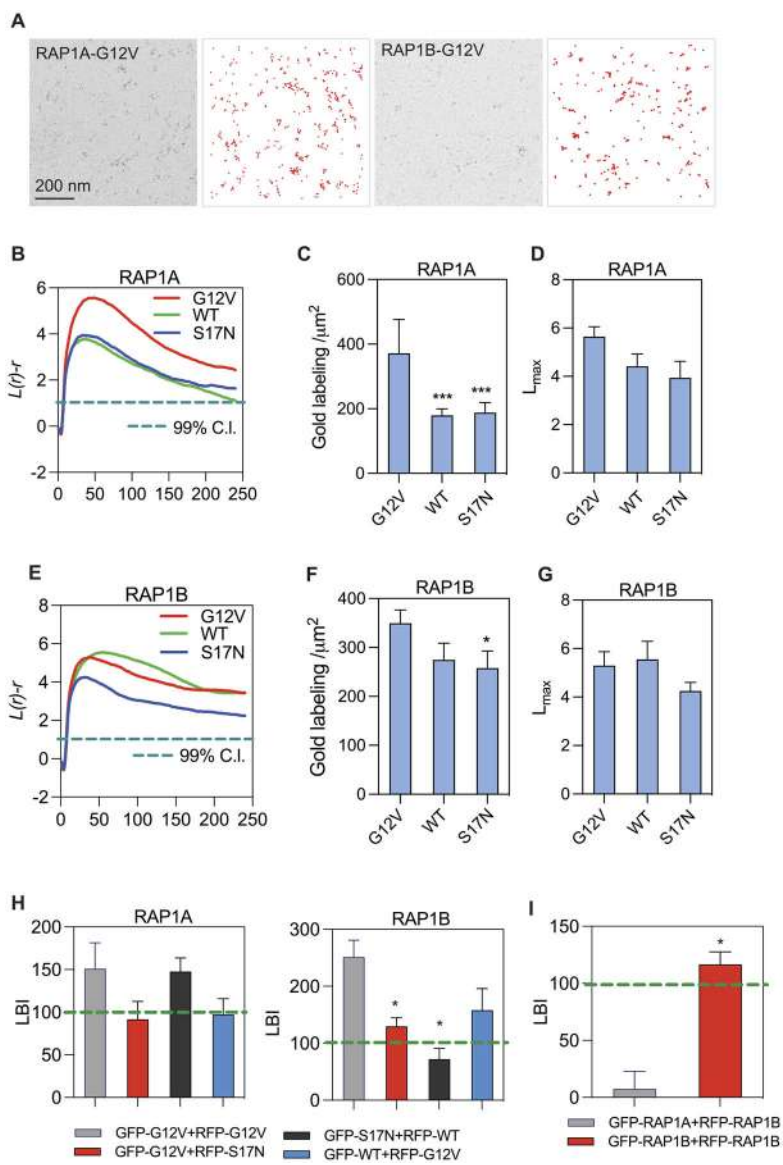 A
RAP1A-G12V
RAP1B-G12V
200 nm
B
RAP1A
L(r)-r
6
4
2
0
-2
G12V
WT
S17N
99% C.I.
0 50 100 150 200 250
C
RAP1A
Gold labeling /μm²
600
400
200
0
*** ***
G12V WT S17N
D
RAP1A
Lmax
8
6
4
2
0
G12V WT S17N
E
RAP1B
L(r)-r
8
6
4
2
0
-2
G12V
WT
S17N
99% C.I.
0 50 100 150 200 250
F
RAP1B
Gold labeling/μm²
400
300
200
100
0
*
G12V WT S17N
G
RAP1B
Lmax
8
6
4
2
0
G12V WT S17N
H
RAP1A
LBI
200
150
100
50
0
RAP1B
LBI
300
200
100
0
* *
GFP-G12V+RFP-G12V
GFP-G12V+RFP-S17N
GFP-S17N+RFP-WT
GFP-WT+RFP-G12V
I
LBI
150
100
50
0
*
GFP-RAP1A+RFP-RAP1B
GFP-RAP1B+RFP-RAP1B